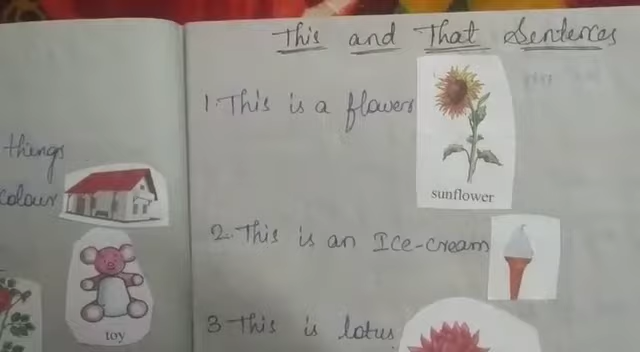 things
colour
toy
This and That Sentences
1. This is a flower
sunflower
2. This is an Ice-cream
3 This is lotus